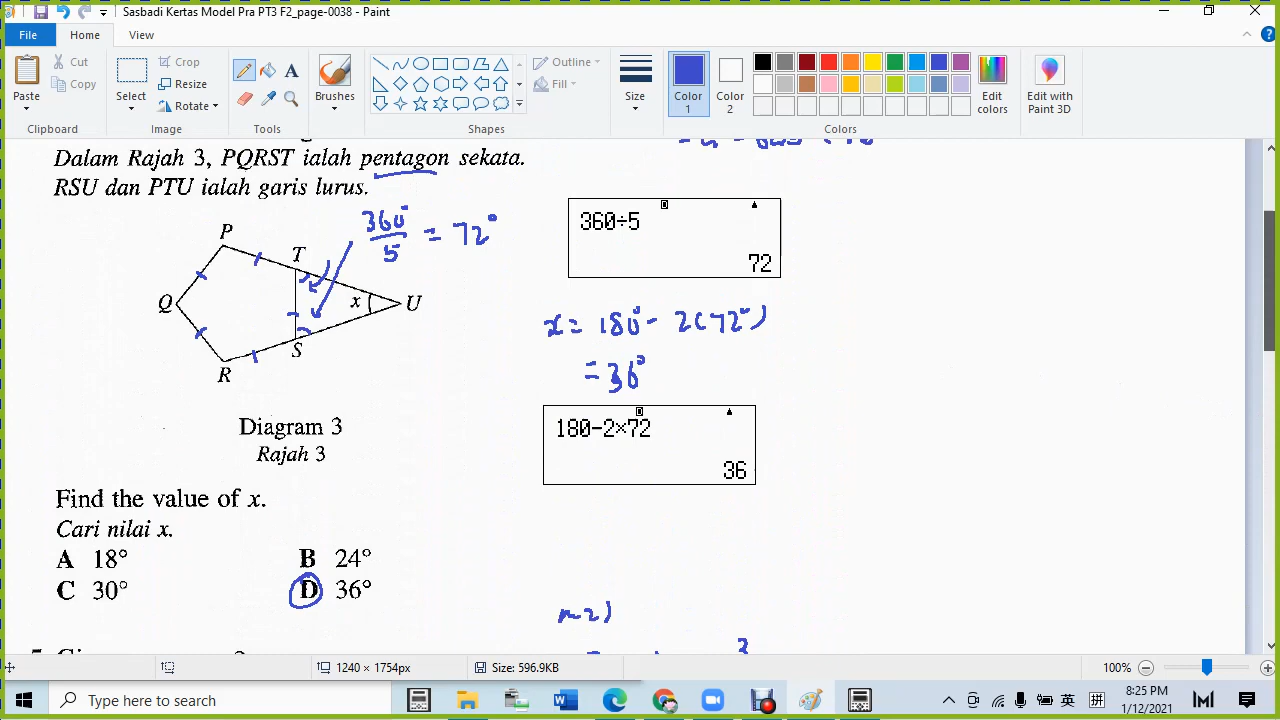 Sasbadi Kertas Model Pra PT3 F2_page-0038 - Paint
File Home View
Paste Cut Copy Clipboard
Select Crop Resize Rotate Image
Tools
Brushes
Outline Fill Shapes
Size
Color 1 Color 2 Edit colors Edit with Paint 3D Colors
Dalam Rajah 3, PQRST ialah pentagon sekata.
RSU dan PTU ialah garis lurus.
P T Q x U S R
360°/5 = 72°
360÷5
72
x = 180° - 2(72°)
= 36°
180-2×72
36
Diagram 3
Rajah 3
Find the value of x.
Cari nilai x.
A 18° B 24°
C 30° D 36°
3
1240 × 1754px Size: 596.9KB 100%
Type here to search
英 拼
8:25 PM
1/12/2021